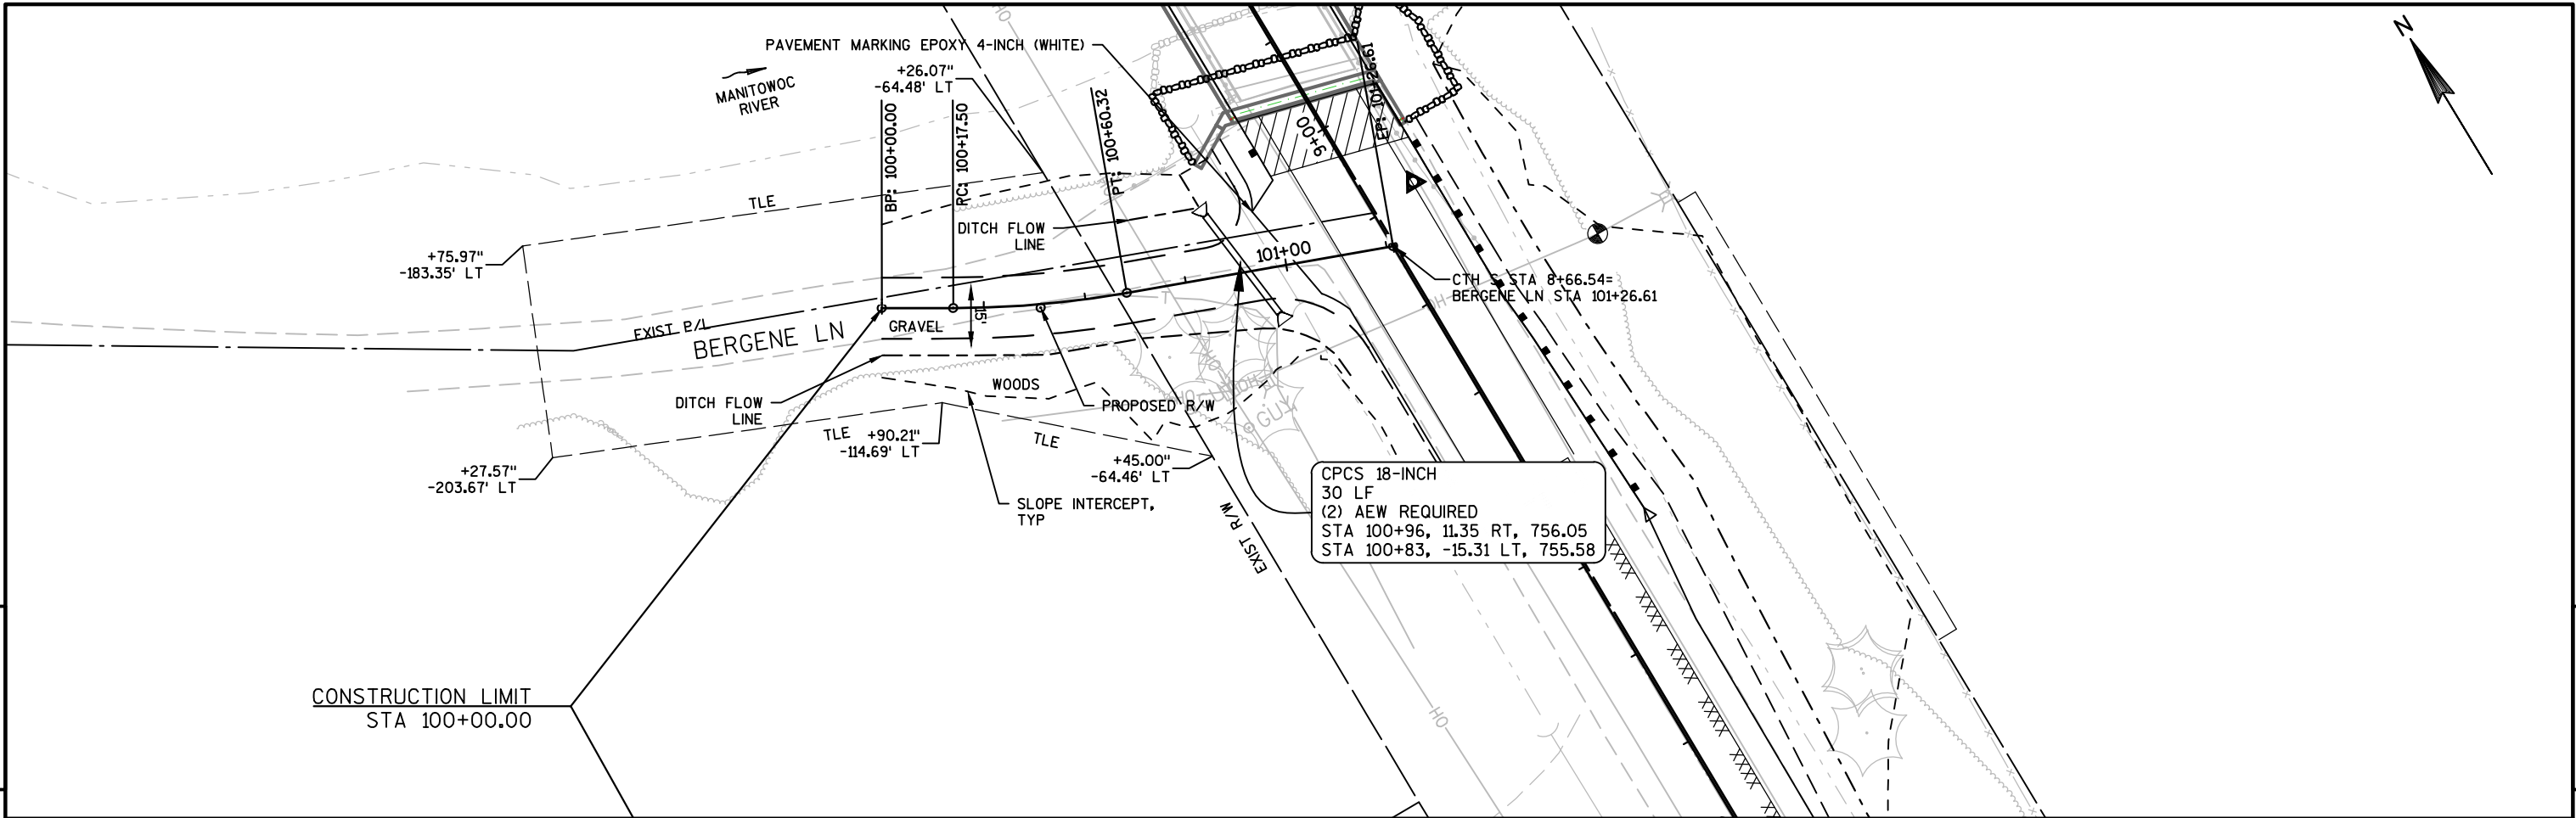 PAVEMENT MARKING EPOXY 4-INCH (WHITE)
MANITOWOC
RIVER
+26.07"
-64.48' LT
N
BP: 100+00.00
RC: 100+17.50
PT: 100+60.32
EP: 101+26.61
9+00
HO
TLE
DITCH FLOW
LINE
101+00
+75.97"
-183.35' LT
CTH S STA 8+66.54=
BERGENE LN STA 101+26.61
EXIST P/L
BERGENE LN
GRAVEL
15'
OH
HO
WOODS
PROPOSED R/W
DITCH FLOW
LINE
GUY
TLE
+90.21"
-114.69' LT
TLE
+45.00"
-64.46' LT
+27.57"
-203.67' LT
SLOPE INTERCEPT,
TYP
EXIST R/W
CPCS 18-INCH
30 LF
(2) AEW REQUIRED
STA 100+96, 11.35 RT, 756.05
STA 100+83, -15.31 LT, 755.58
CONSTRUCTION LIMIT
STA 100+00.00
HO